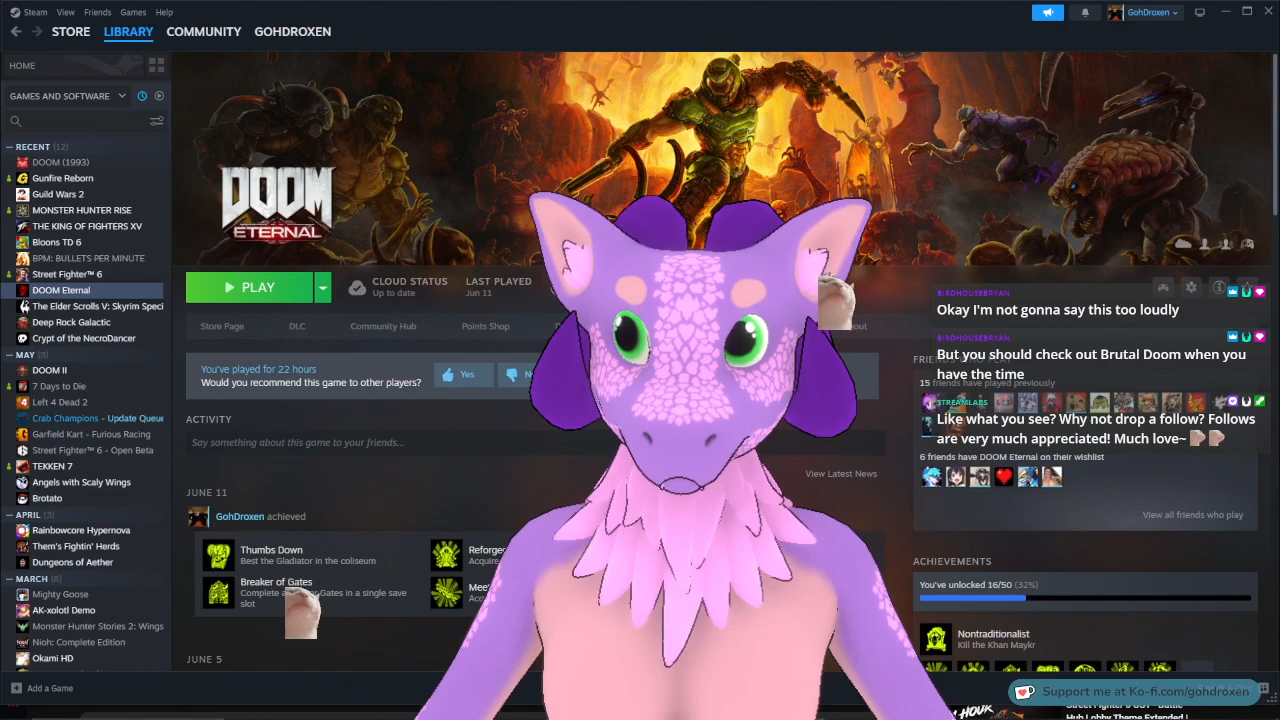 Steam View Friends Games Help
GohDroxen
STORE LIBRARY COMMUNITY GOHDROXEN
HOME
GAMES AND SOFTWARE
RECENT (12)
DOOM (1993)
Gunfire Reborn
Guild Wars 2
MONSTER HUNTER RISE
THE KING OF FIGHTERS XV
Bloons TD 6
BPM: BULLETS PER MINUTE
Street Fighter™ 6
DOOM Eternal
The Elder Scrolls V: Skyrim Speci
Deep Rock Galactic
Crypt of the NecroDancer
MAY (9)
DOOM II
7 Days to Die
Left 4 Dead 2
Crab Champions - Update Queue
Garfield Kart - Furious Racing
Street Fighter™ 6 - Open Beta
TEKKEN 7
Angels with Scaly Wings
Brotato
APRIL (3)
Rainbowcore Hypernova
Them's Fightin' Herds
Dungeons of Aether
MARCH (8)
Mighty Goose
AK-xolotl Demo
Monster Hunter Stories 2: Wings
Nioh: Complete Edition
Okami HD
Add a Game
DOOM
ETERNAL
PLAY
CLOUD STATUS
Up to date
LAST PLAYED
Jun 11
Store Page DLC Community Hub Points Shop
You've played for 22 hours
Would you recommend this game to other players?
Yes
ACTIVITY
Say something about this game to your friends...
View Latest News
JUNE 11
GohDroxen achieved
Thumbs Down
Best the Gladiator in the coliseum
Breaker of Gates
Gates in a single save
slot
JUNE 5
BIRDHOUSEBRYAN
Okay I'm not gonna say this too loudly
BIRDHOUSEBRYAN
But you should check out Brutal Doom when you
have the time
15 friends have played previously
STREAMLABS
Like what you see? Why not drop a follow? Follows
are very much appreciated! Much love~
6 friends have DOOM Eternal on their wishlist
View all friends who play
ACHIEVEMENTS
You've unlocked 16/50 (32%)
Nontraditionalist
Kill the Khan Maykr
Support me at Ko-fi.com/gohdroxen
Hub Lobby Theme Extended